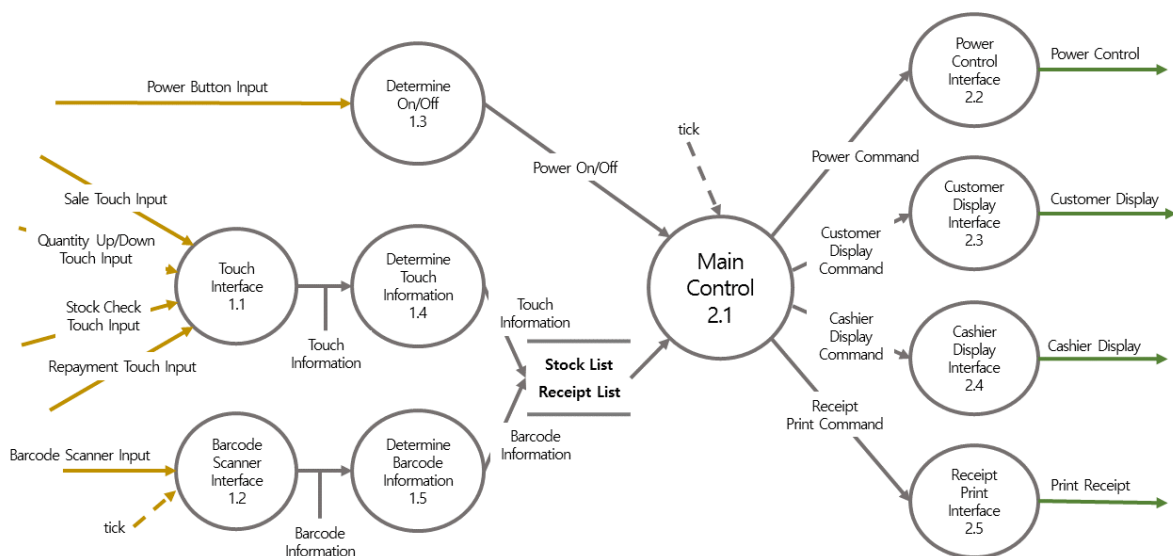 Power Button Input
Determine
On/Off
1.3
Power On/Off
tick
Sale Touch Input
Quantity Up/Down
Touch Input
Stock Check
Touch Input
Repayment Touch Input
Touch
Interface
1.1
Touch
Information
Determine
Touch
Information
1.4
Touch
Information
Stock List
Receipt List
Barcode Scanner Input
tick
Barcode
Scanner
Interface
1.2
Barcode
Information
Determine
Barcode
Information
1.5
Barcode
Information
Main
Control
2.1
Power Command
Power
Control
Interface
2.2
Power Control
Customer
Display
Command
Customer
Display
Interface
2.3
Customer Display
Cashier
Display
Command
Cashier
Display
Interface
2.4
Cashier Display
Receipt
Print Command
Receipt
Print
Interface
2.5
Print Receipt